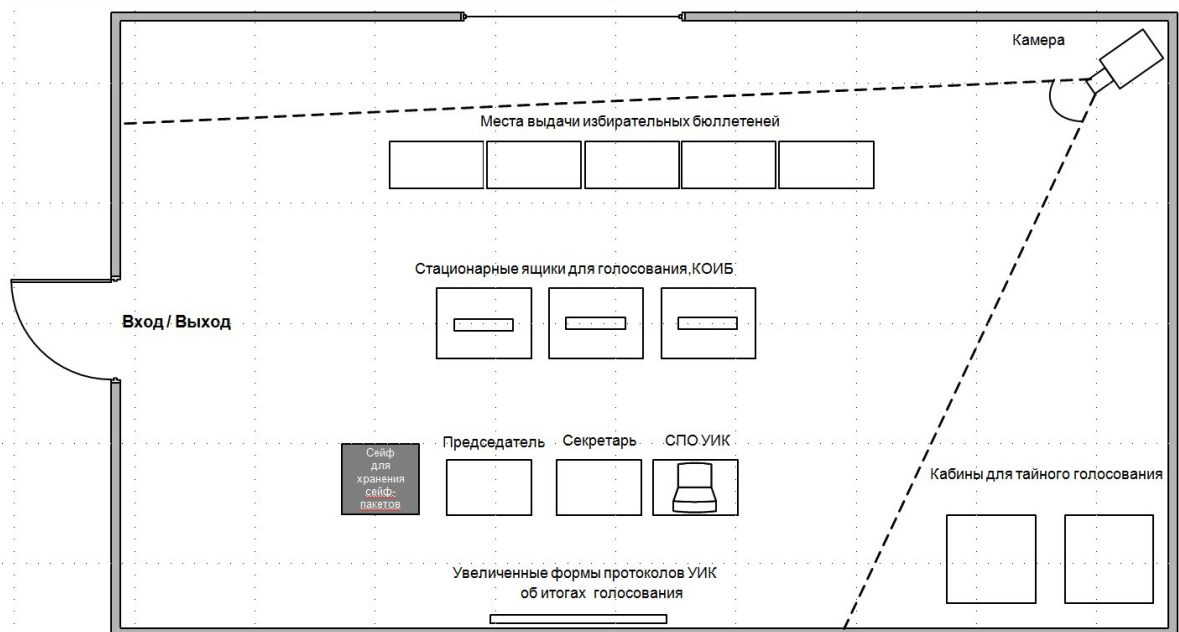 Камера
Места выдачи избирательных бюллетеней
Стационарные ящики для голосования,КОИБ
Вход / Выход
Председатель
Секретарь
СПО УИК
Сейф
для
хранения
сейф-
пакетов
Кабины для тайного голосования
Увеличенные формы протоколов УИК
об итогах голосования